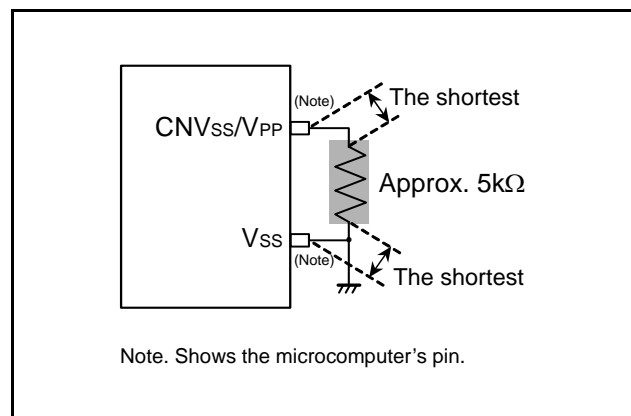 (Note)
The shortest
CNVSS/VPP
Approx. 5kΩ
VSS
(Note)
The shortest
Note. Shows the microcomputer's pin.